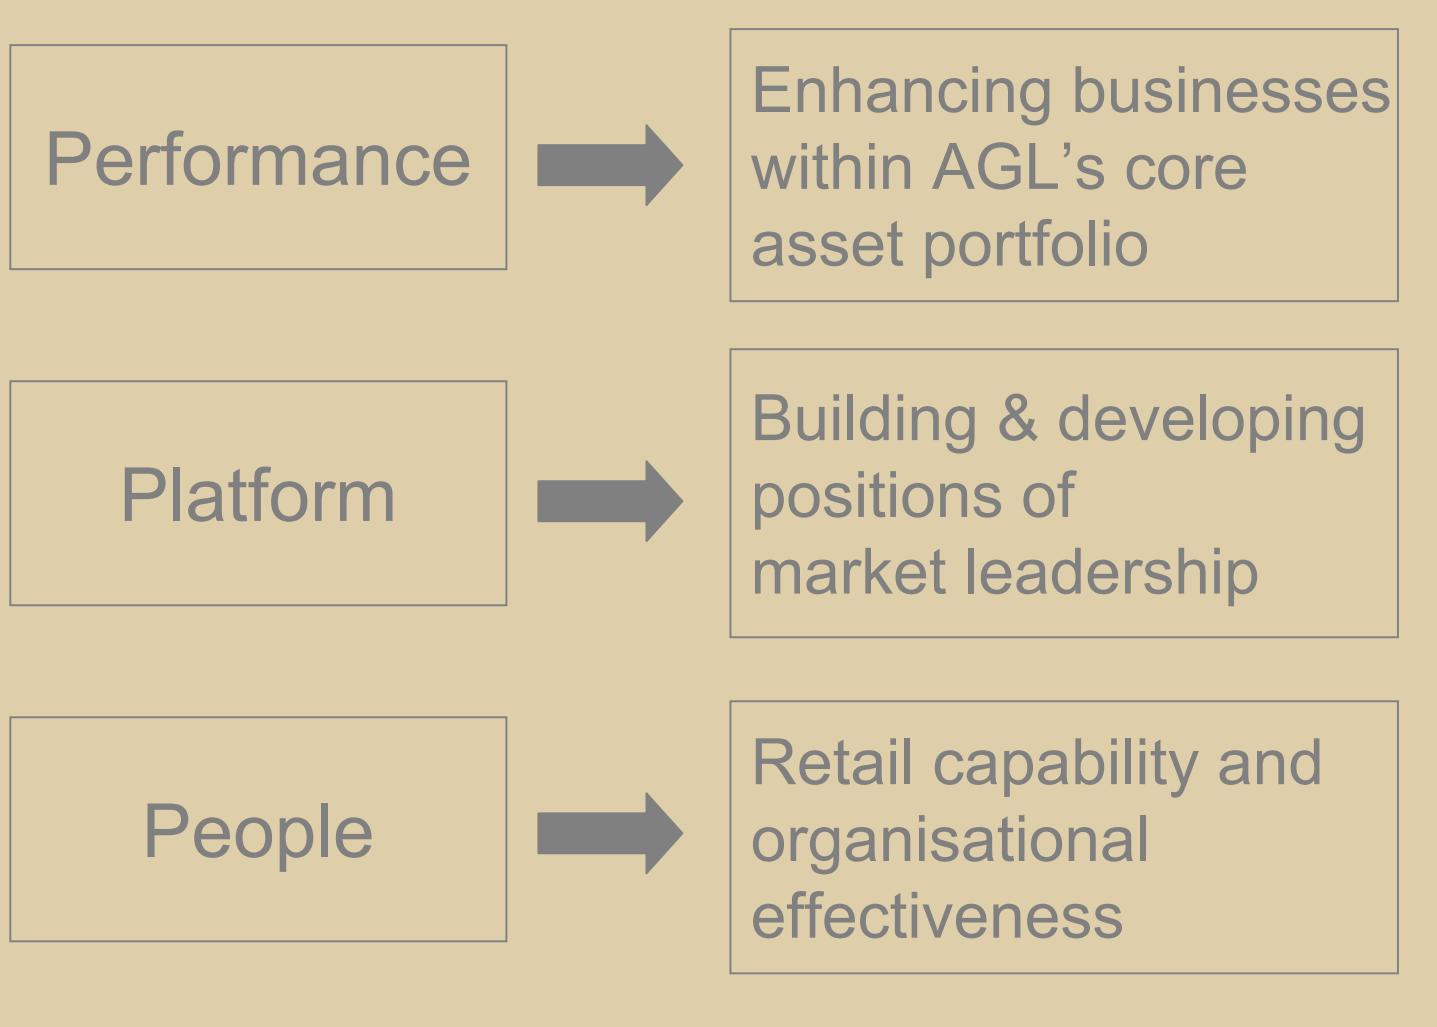 Performance
Enhancing businesses
within AGL’s core
asset portfolio
Platform
Building & developing
positions of
market leadership
People
Retail capability and
organisational
effectiveness